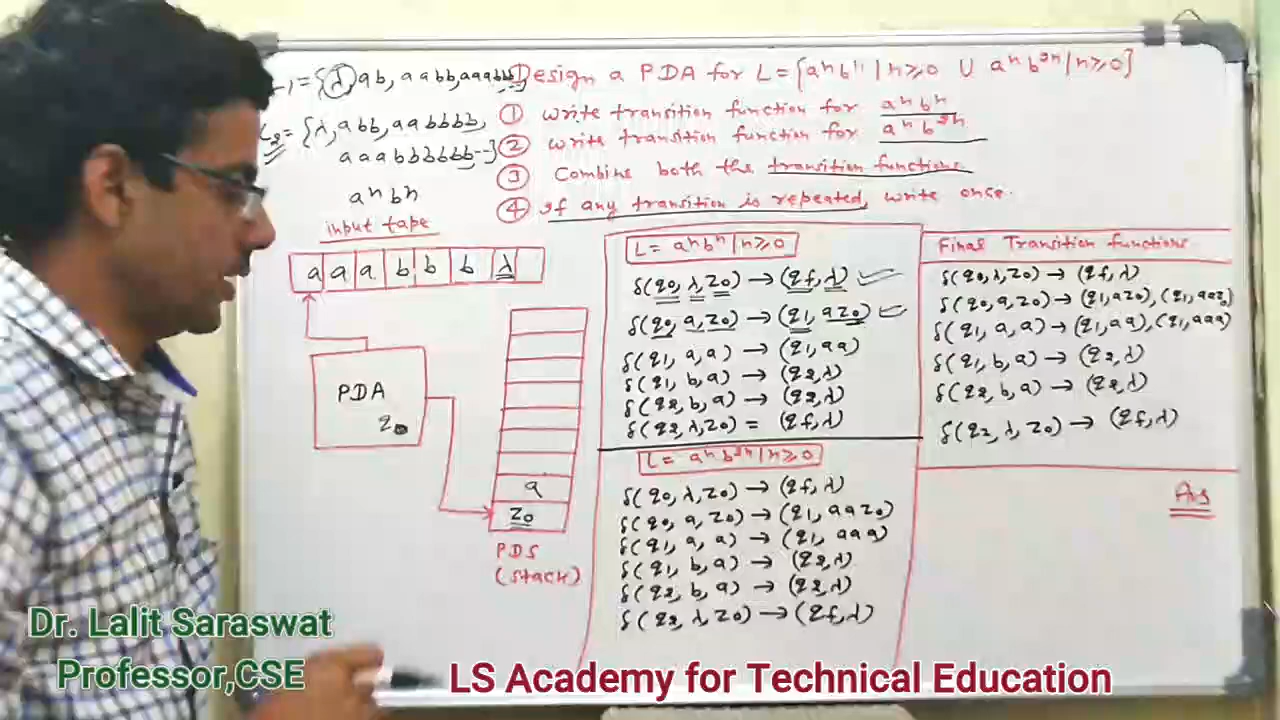 L1 = {λ, ab, aabb, aaabbb---
L2 = {λ, abb, aabbbb,
aaabbbbbb---}
aⁿbⁿ
input tape
a a a b b b λ
PDA
q0
a
z0
PDS
(stack)
Design a PDA for L = {aⁿbⁿ | n≥0 ∪ aⁿb²ⁿ | n≥0}
① write transition function for aⁿbⁿ
② write transition function for aⁿb²ⁿ
③ Combine both the transition functions
④ If any transition is repeated, write once.
L = aⁿbⁿ | n≥0
δ(q0, λ, z0) → (qf, λ) ✓
δ(q0, a, z0) → (q1, az0) ✓
δ(q1, a, a) → (q1, aa)
δ(q1, b, a) → (q2, λ)
δ(q2, b, a) → (q2, λ)
δ(q2, λ, z0) = (qf, λ)
L = aⁿb²ⁿ | n≥0
δ(q0, λ, z0) → (qf, λ)
δ(q0, a, z0) → (q1, aaz0)
δ(q1, a, a) → (q1, aaa)
δ(q1, b, a) → (q2, λ)
δ(q2, b, a) → (q2, λ)
δ(q2, λ, z0) → (qf, λ)
Final Transition functions
δ(q0, λ, z0) → (qf, λ)
δ(q0, a, z0) → (q1, az0), (q1, aaz0)
δ(q1, a, a) → (q1, aa), (q1, aaa)
δ(q1, b, a) → (q2, λ)
δ(q2, b, a) → (q2, λ)
δ(q2, λ, z0) → (qf, λ)
Ans
Dr. Lalit Saraswat
Professor,CSE
LS Academy for Technical Education